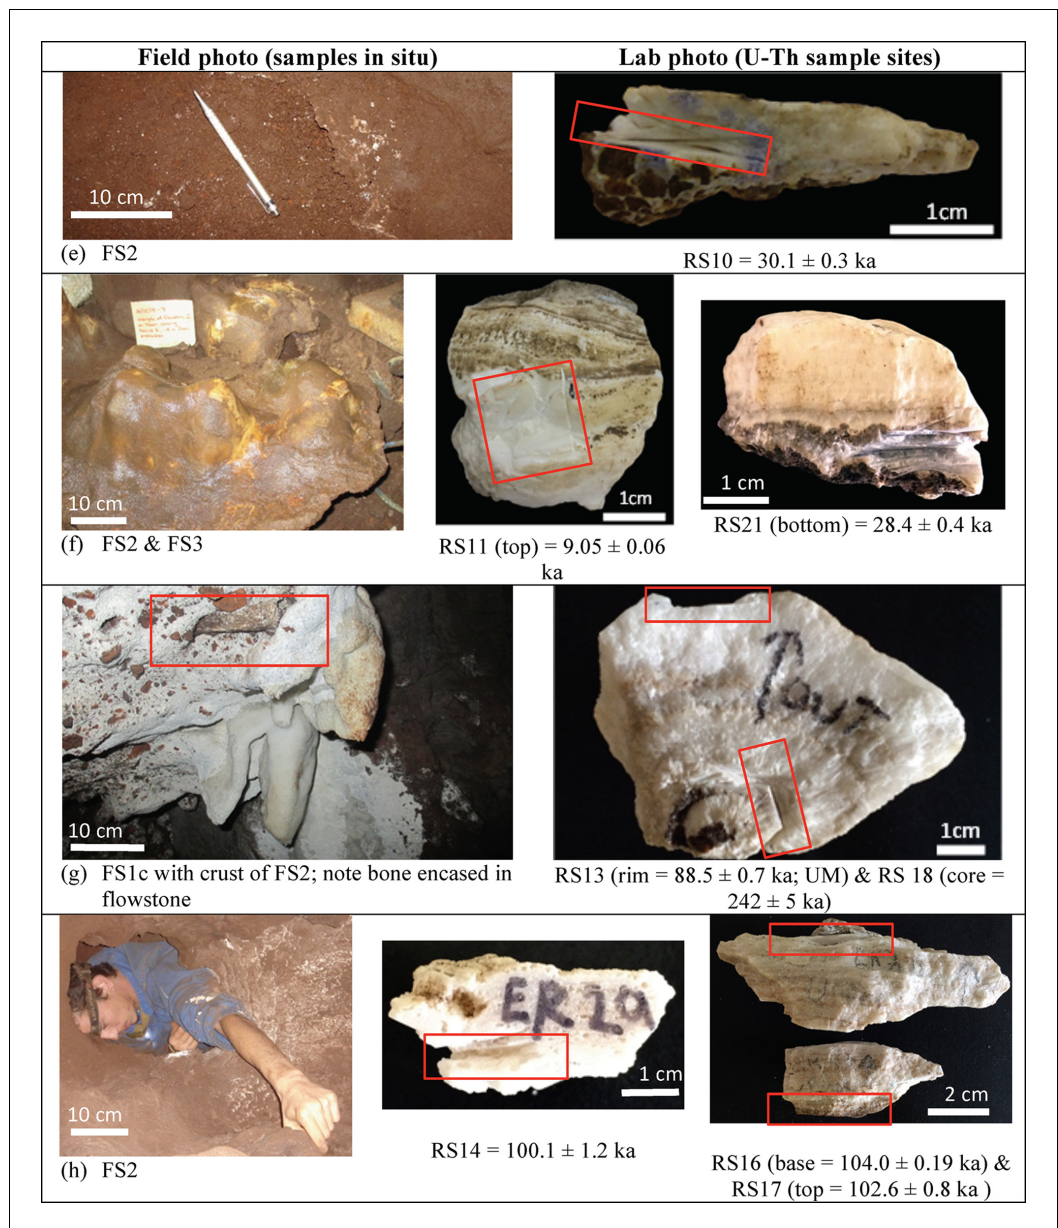 Field photo (samples in situ)
Lab photo (U-Th sample sites)
10 cm
1cm
(e) FS2
RS10 = 30.1 ± 0.3 ka
10 cm
1cm
1 cm
(f) FS2 & FS3
RS11 (top) = 9.05 ± 0.06
ka
RS21 (bottom) = 28.4 ± 0.4 ka
OUT
10 cm
1cm
(g) FS1c with crust of FS2; note bone encased in
flowstone
RS13 (rim = 88.5 ± 0.7 ka; UM) & RS 18 (core =
242 ± 5 ka)
ER 2a
10 cm
1 cm
2 cm
(h) FS2
RS14 = 100.1 ± 1.2 ka
RS16 (base = 104.0 ± 0.19 ka) &
RS17 (top = 102.6 ± 0.8 ka )